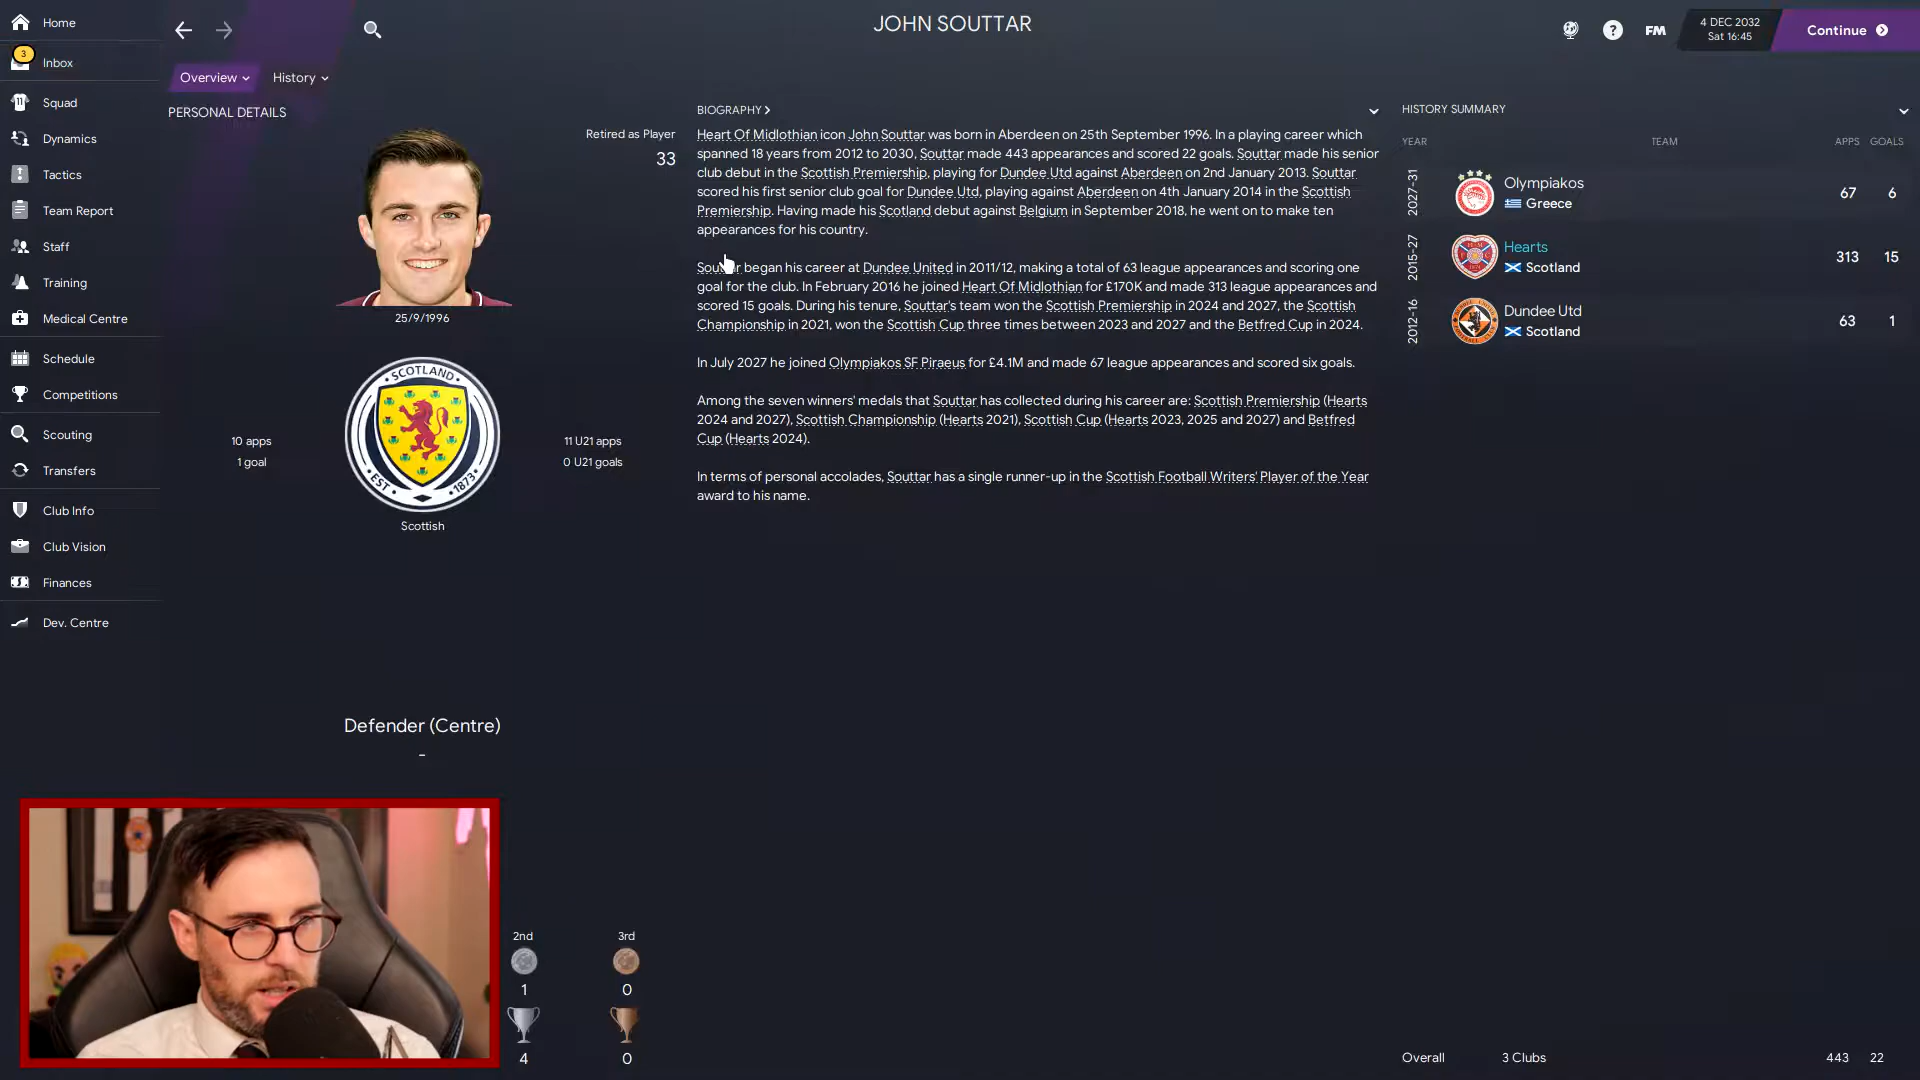 Home
JOHN SOUTTAR
FM
4 DEC 2032
Sat 16:45
Continue
3
Inbox
Squad
11
Dynamics
Tactics
Team Report
Staff
Training
Medical Centre
Schedule
Competitions
Scouting
Transfers
Club Info
Club Vision
Finances
Dev. Centre
Overview
History
PERSONAL DETAILS
Retired as Player
33
25/9/1996
SCOTLAND
EST.
1873
10 apps
1 goal
11 U21 apps
0 U21 goals
Scottish
Defender (Centre)
-
2nd
3rd
1
0
4
0
BIOGRAPHY
Heart Of Midlothian icon John Souttar was born in Aberdeen on 25th September 1996. In a playing career which
spanned 18 years from 2012 to 2030, Souttar made 443 appearances and scored 22 goals. Souttar made his senior
club debut in the Scottish Premiership, playing for Dundee Utd against Aberdeen on 2nd January 2013. Souttar
scored his first senior club goal for Dundee Utd, playing against Aberdeen on 4th January 2014 in the Scottish
Premiership. Having made his Scotland debut against Belgium in September 2018, he went on to make ten
appearances for his country.
Souttar began his career at Dundee United in 2011/12, making a total of 63 league appearances and scoring one
goal for the club. In February 2016 he joined Heart Of Midlothian for £170K and made 313 league appearances and
scored 15 goals. During his tenure, Souttar's team won the Scottish Premiership in 2024 and 2027, the Scottish
Championship in 2021, won the Scottish Cup three times between 2023 and 2027 and the Betfred Cup in 2024.
In July 2027 he joined Olympiakos SF Piraeus for £4.1M and made 67 league appearances and scored six goals.
Among the seven winners' medals that Souttar has collected during his career are: Scottish Premiership (Hearts
2024 and 2027), Scottish Championship (Hearts 2021), Scottish Cup (Hearts 2023, 2025 and 2027) and Betfred
Cup (Hearts 2024).
In terms of personal accolades, Souttar has a single runner-up in the Scottish Football Writers' Player of the Year
award to his name.
HISTORY SUMMARY
YEAR TEAM APPS GOALS
2027-31 Olympiakos Greece 67 6
2015-27 Hearts Scotland 313 15
2012-16 Dundee Utd Scotland 63 1
Overall 3 Clubs 443 22